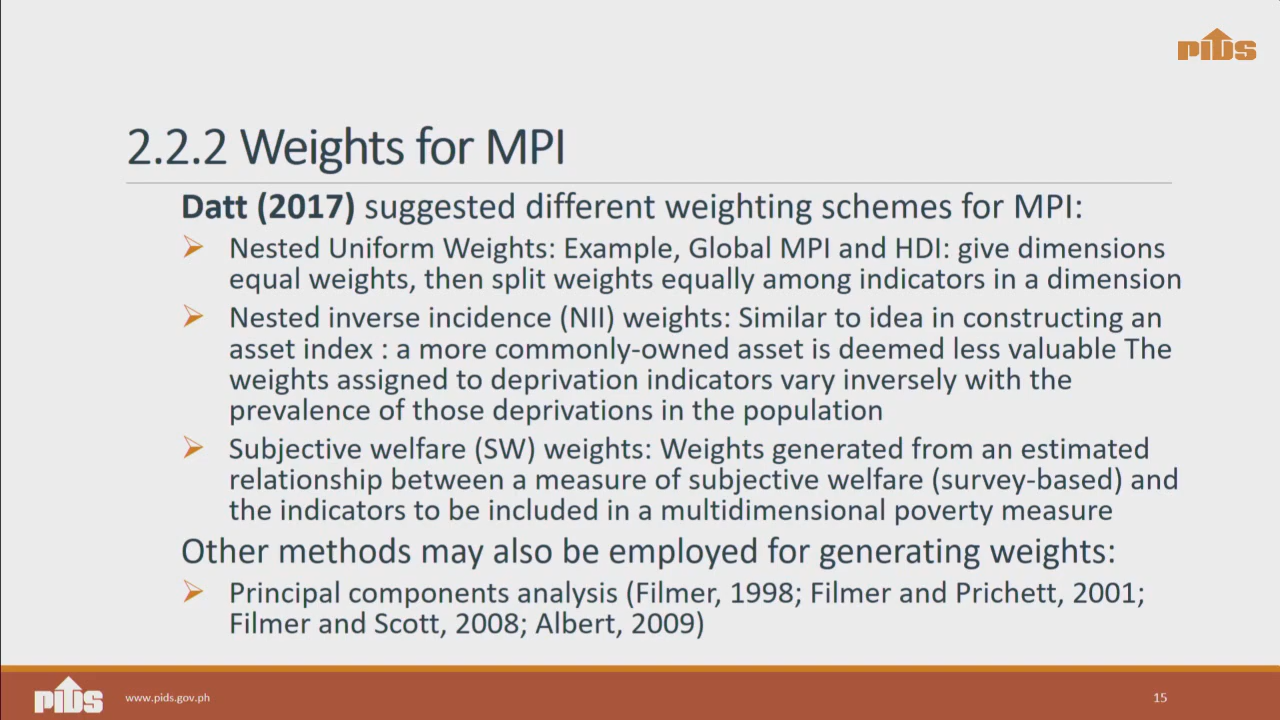 PIDS
2.2.2 Weights for MPI
Datt (2017) suggested different weighting schemes for MPI:
Nested Uniform Weights: Example, Global MPI and HDI: give dimensions
equal weights, then split weights equally among indicators in a dimension
Nested inverse incidence (NII) weights: Similar to idea in constructing an
asset index : a more commonly-owned asset is deemed less valuable The
weights assigned to deprivation indicators vary inversely with the
prevalence of those deprivations in the population
Subjective welfare (SW) weights: Weights generated from an estimated
relationship between a measure of subjective welfare (survey-based) and
the indicators to be included in a multidimensional poverty measure
Other methods may also be employed for generating weights:
Principal components analysis (Filmer, 1998; Filmer and Prichett, 2001;
Filmer and Scott, 2008; Albert, 2009)
PIDS www.pids.gov.ph 15